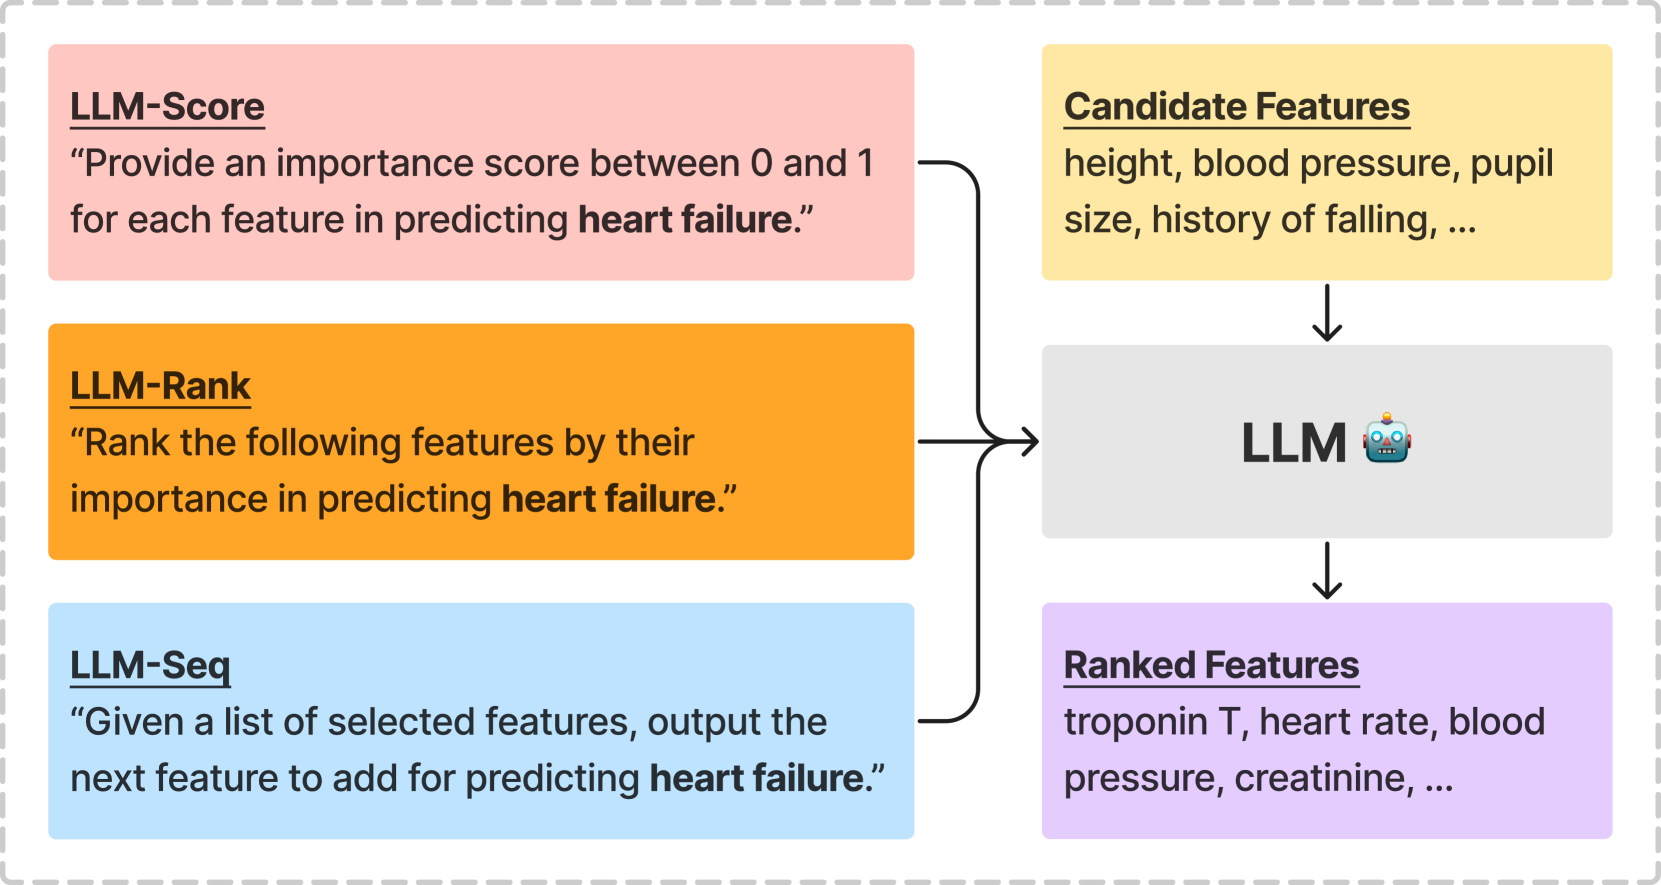 LLM-Score
“Provide an importance score between 0 and 1
for each feature in predicting heart failure.”
LLM-Rank
“Rank the following features by their
importance in predicting heart failure.”
LLM-Seq
“Given a list of selected features, output the
next feature to add for predicting heart failure.”
Candidate Features
height, blood pressure, pupil
size, history of falling, ...
LLM
Ranked Features
troponin T, heart rate, blood
pressure, creatinine, ...